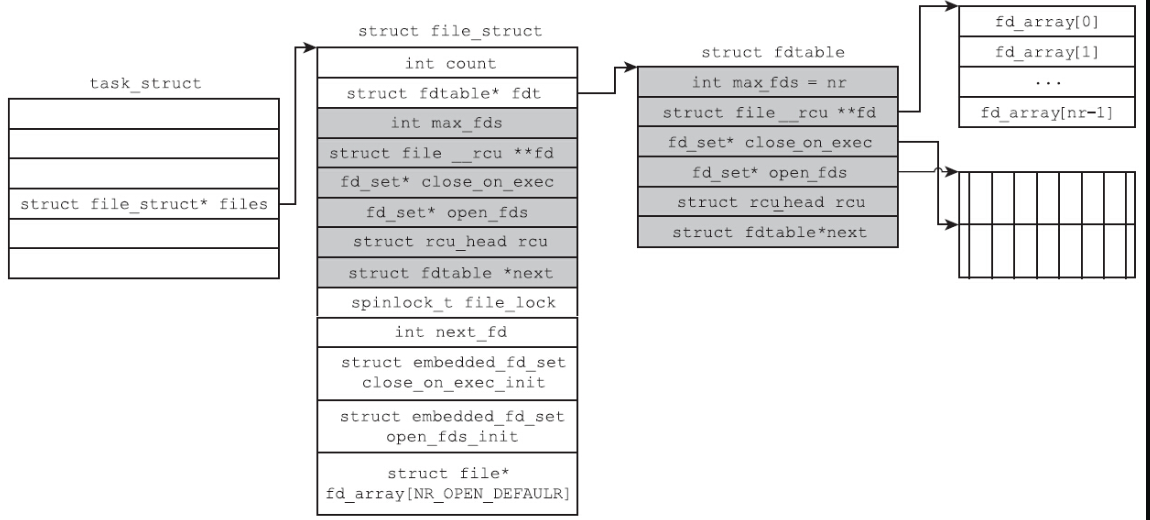 task_struct
struct file_struct* files
struct file_struct
int count
struct fdtable* fdt
int max_fds
struct file __rcu **fd
fd_set* close_on_exec
fd_set* open_fds
struct rcu_head rcu
struct fdtable *next
spinlock_t file_lock
int next_fd
struct embedded_fd_set
close_on_exec_init
struct embedded_fd_set
open_fds_init
struct file*
fd_array[NR_OPEN_DEFAULR]
struct fdtable
int max_fds = nr
struct file __rcu **fd
fd_set* close_on_exec
fd_set* open_fds
struct rcu_head rcu
struct fdtable*next
fd_array[0]
fd_array[1]
...
fd_array[nr-1]